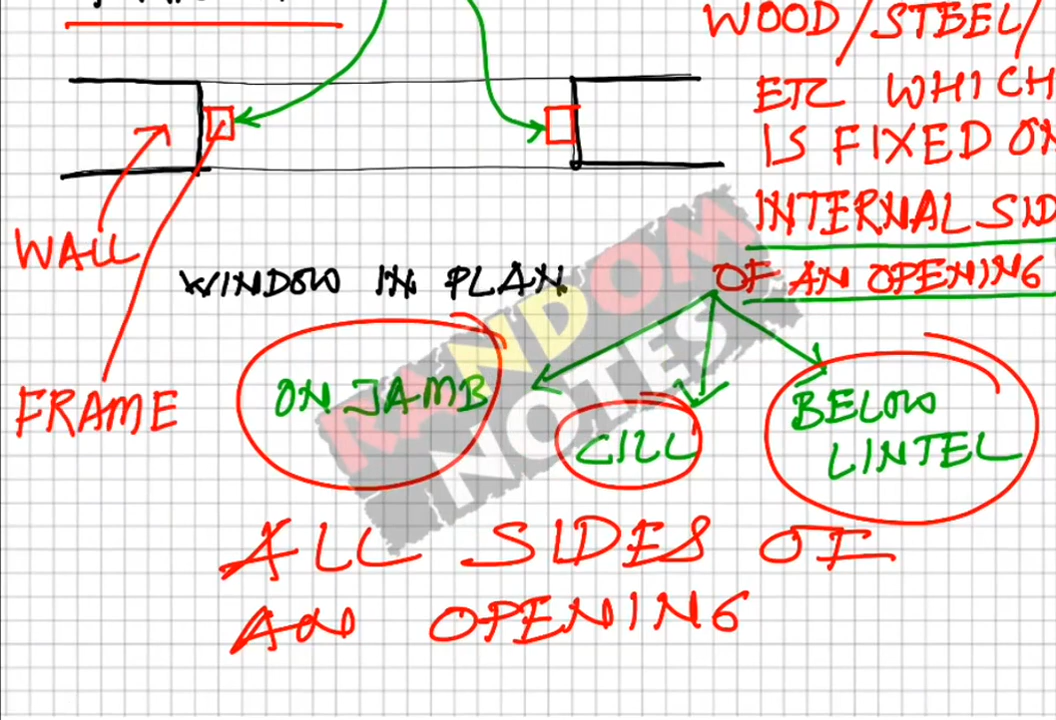 WOOD/STEEL/
ETC WHICH
IS FIXED ON
INTERNAL SID
OF AN OPENING
WALL
WINDOW IN PLAN
FRAME
ON JAMB
CILL
BELOW
LINTEL
RANDOM
NOTES
ALL SIDES OF
AN OPENING